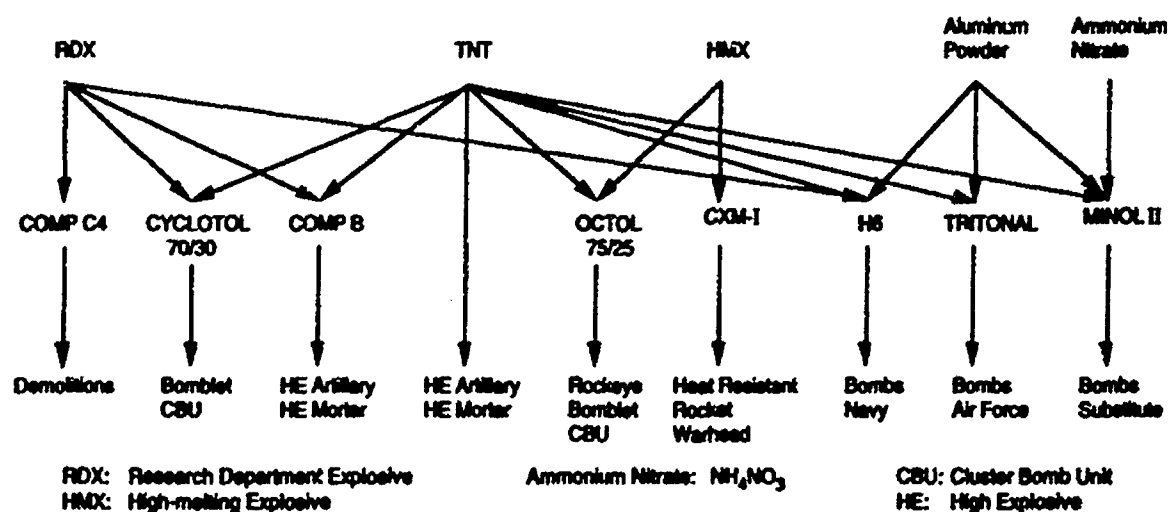 RDX TNT HMX Aluminum Powder Ammonium Nitrate
COMP C4 CYCLOTOL 70/30 COMP B OCTOL 75/25 CXM-I H6 TRITONAL MINOL II
Demolitions Bomblet CBU HE Artillery HE Mortar HE Artillery HE Mortar Rockeye Bomblet CBU Heat Resistant Rocket Warhead Bombs Navy Bombs Air Force Bombs Substitute
RDX: Research Department Explosive Ammonium Nitrate: NH₄NO₃ CBU: Cluster Bomb Unit
HMX: High-melting Explosive HE: High Explosive